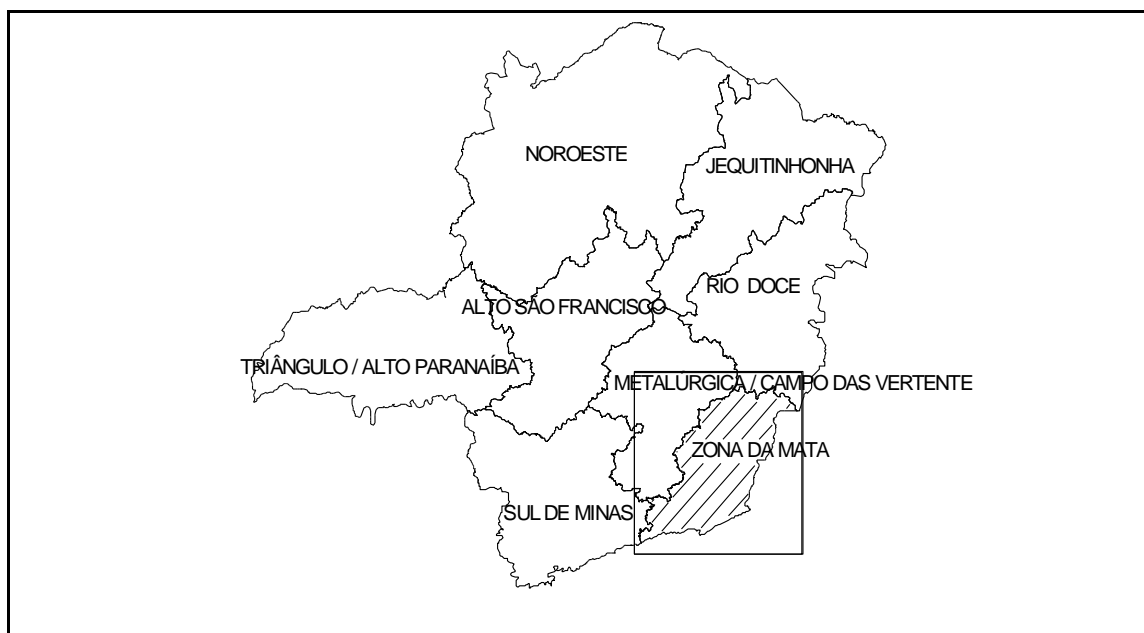 NOROESTE
JEQUITINHONHA
RIO DOCE
ALTO SÃO FRANCISCO
TRIÂNGULO / ALTO PARANAÍBA
METALURGICA / CAMPO DAS VERTENTE
ZONA DA MATA
SUL DE MINAS